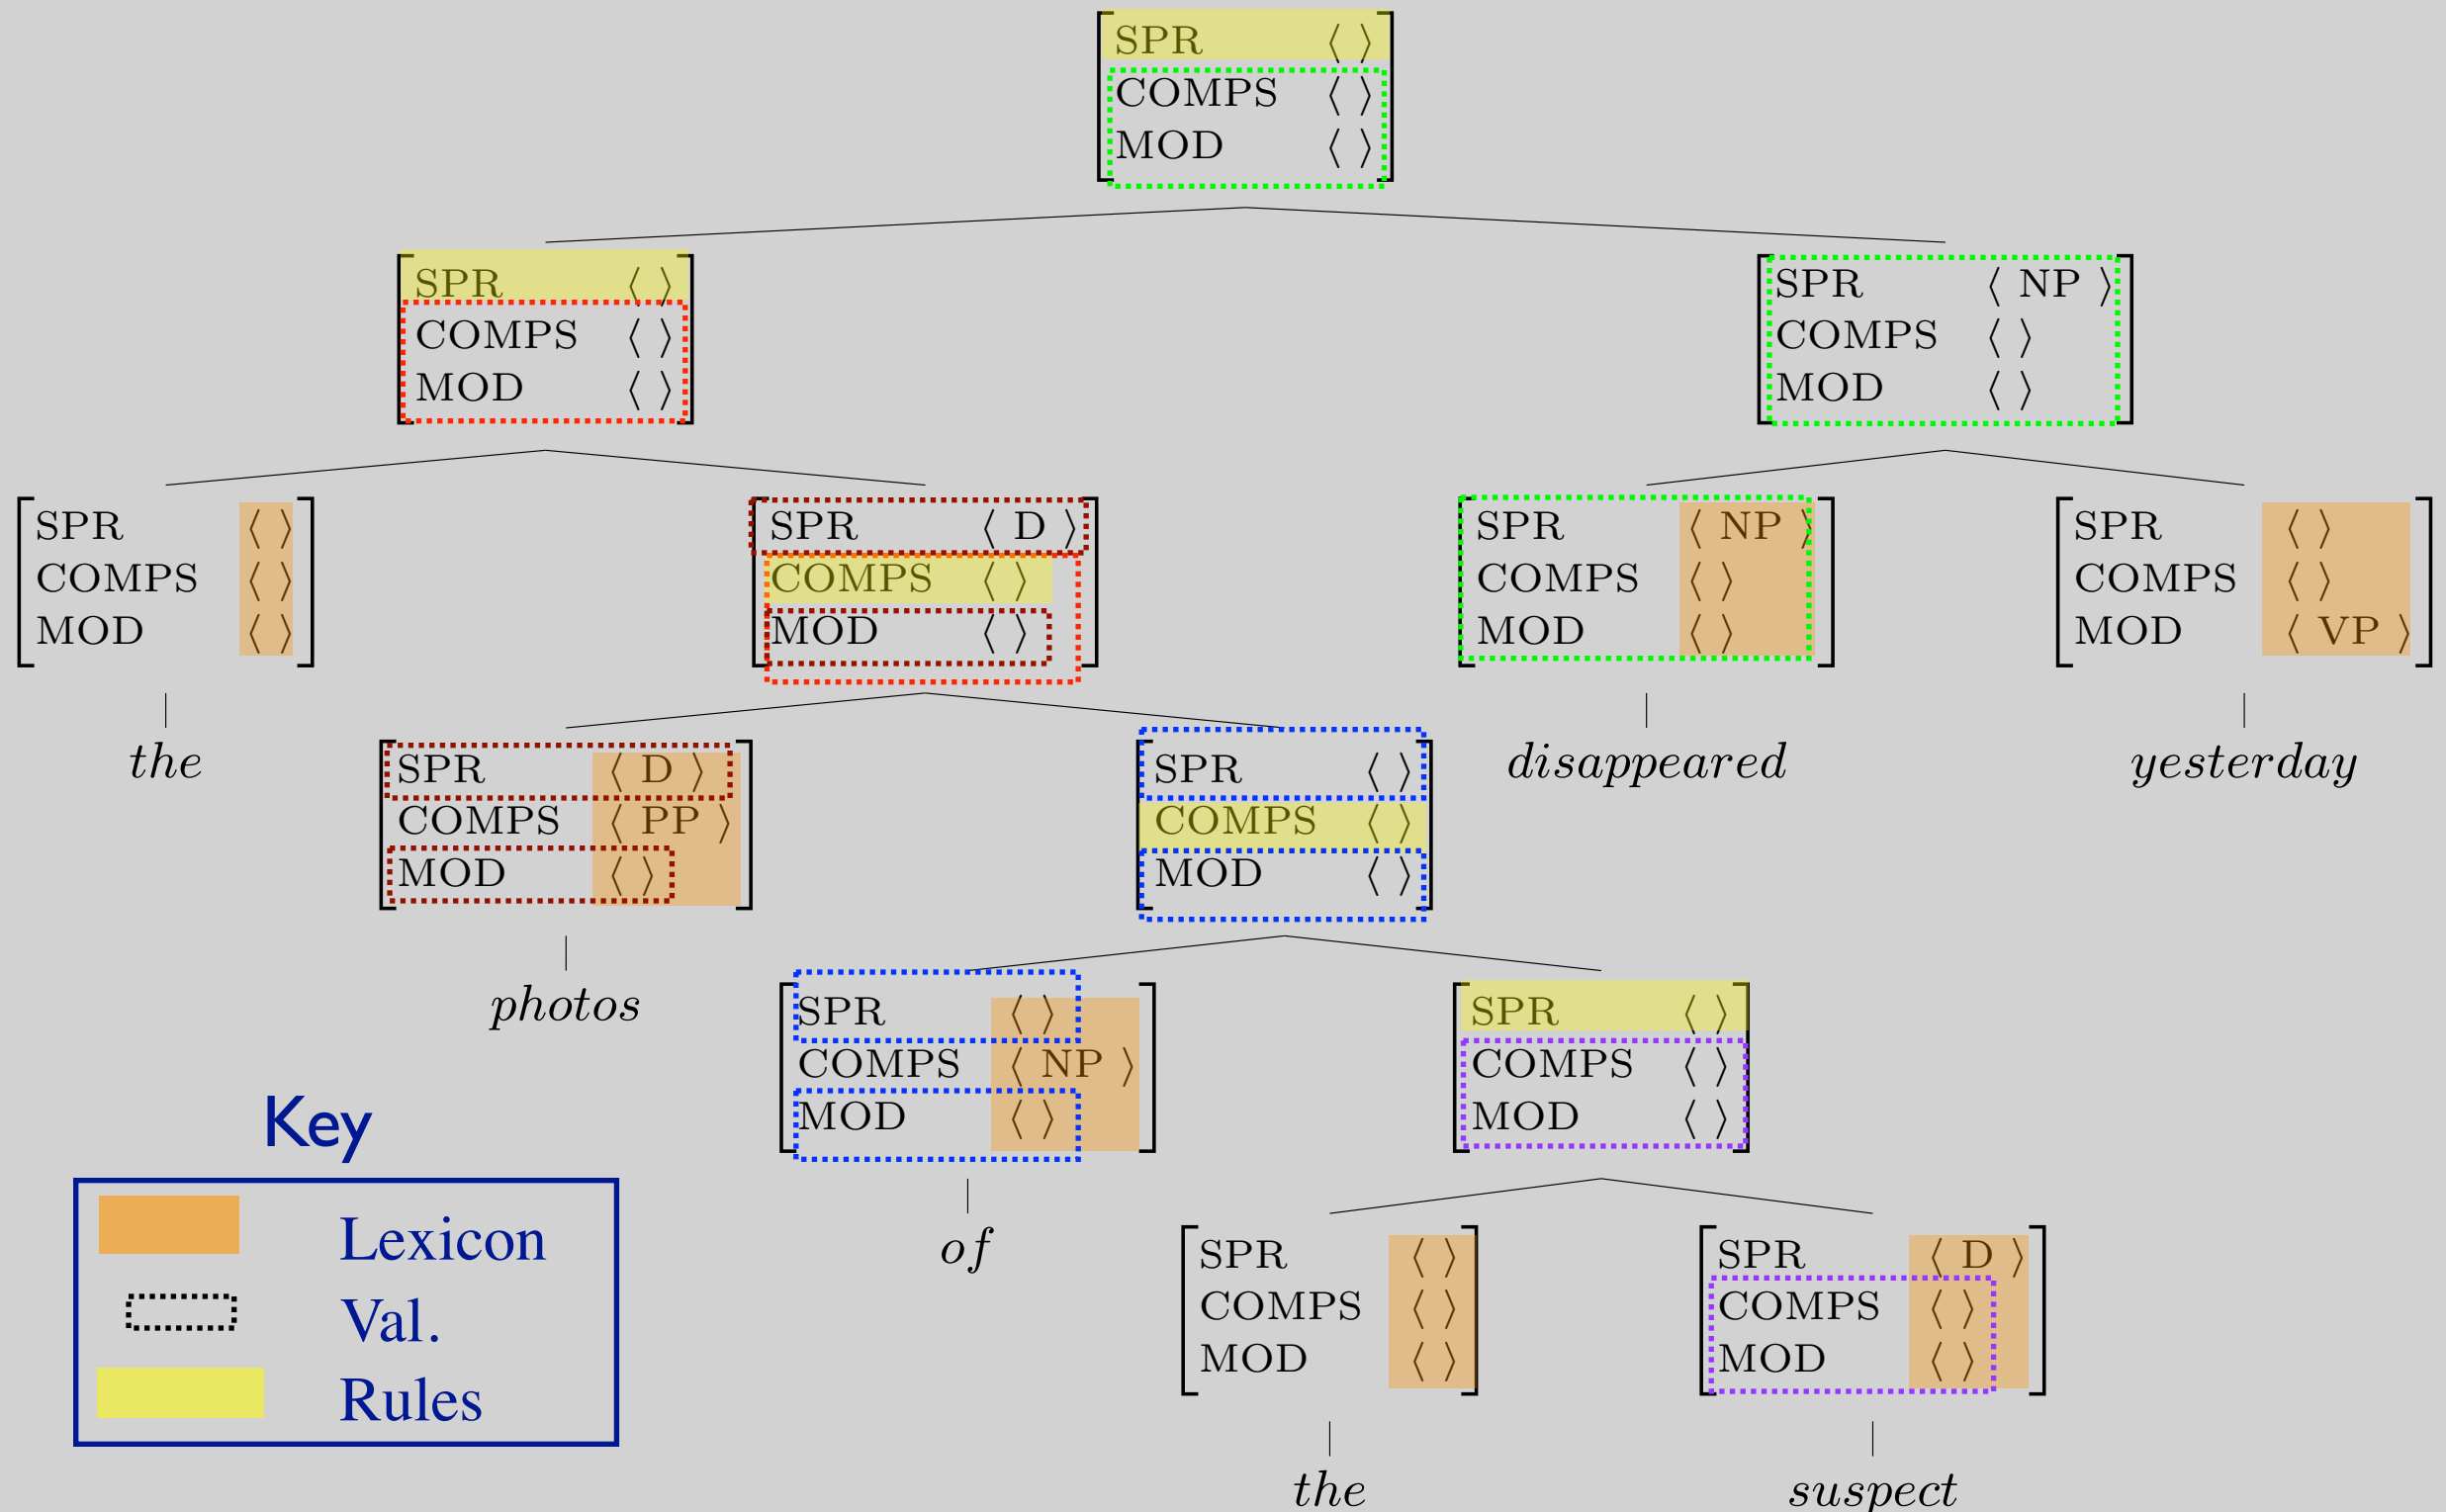 SPR ⟨ ⟩
COMPS ⟨ ⟩
MOD ⟨ ⟩
SPR ⟨ ⟩
COMPS ⟨ ⟩
MOD ⟨ ⟩
SPR ⟨ NP ⟩
COMPS ⟨ ⟩
MOD ⟨ ⟩
SPR ⟨ ⟩
COMPS ⟨ ⟩
MOD ⟨ ⟩
the
SPR ⟨ D ⟩
COMPS ⟨ ⟩
MOD ⟨ ⟩
SPR ⟨ NP ⟩
COMPS ⟨ ⟩
MOD ⟨ ⟩
disappeared
SPR ⟨ ⟩
COMPS ⟨ ⟩
MOD ⟨ VP ⟩
yesterday
SPR ⟨ D ⟩
COMPS ⟨ PP ⟩
MOD ⟨ ⟩
photos
SPR ⟨ ⟩
COMPS ⟨ ⟩
MOD ⟨ ⟩
SPR ⟨ ⟩
COMPS ⟨ NP ⟩
MOD ⟨ ⟩
of
SPR ⟨ ⟩
COMPS ⟨ ⟩
MOD ⟨ ⟩
SPR ⟨ ⟩
COMPS ⟨ ⟩
MOD ⟨ ⟩
the
SPR ⟨ D ⟩
COMPS ⟨ ⟩
MOD ⟨ ⟩
suspect
Key
Lexicon
Val.
Rules